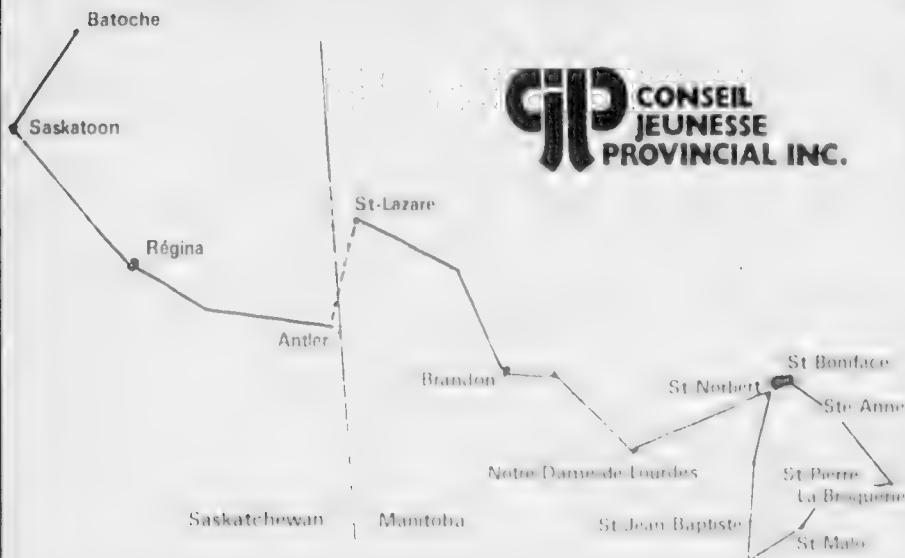 Batoche
CONSEIL
JEUNESSE
PROVINCIAL INC.
Saskatoon
St-Lazare
Régina
Antler
Brandon
St Boniface
St Norbert
Ste Anne
Notre Dame-de-Lourdes
St Pierre
La Broquerie
Saskatchewan
Manitoba
St Jean Baptiste
St Malo